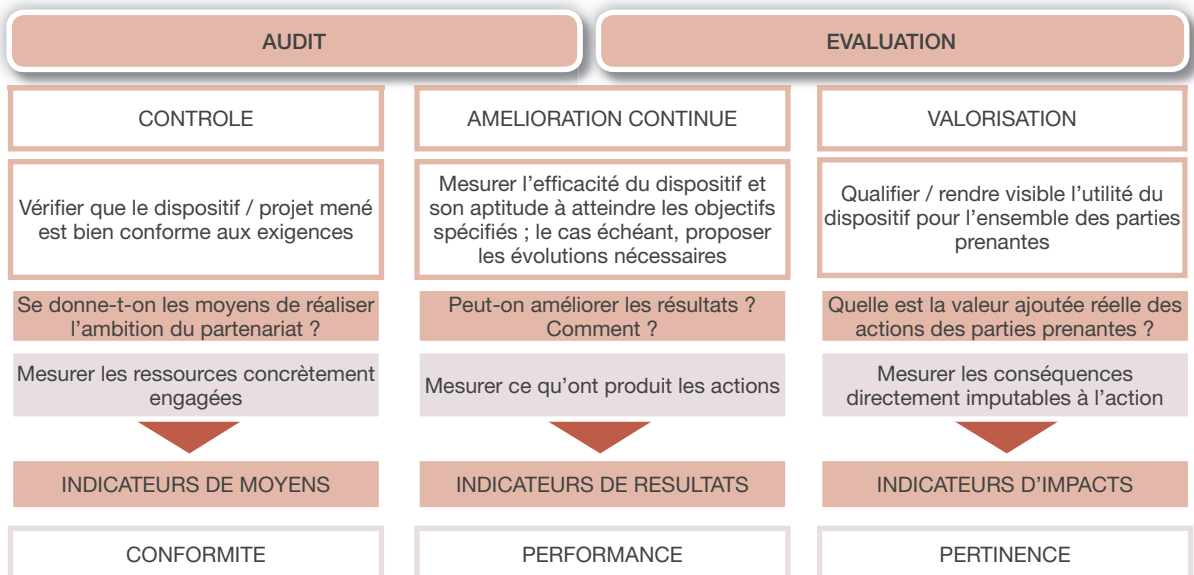 AUDIT
EVALUATION
CONTROLE
AMELIORATION CONTINUE
VALORISATION
Vérifier que le dispositif / projet mené
est bien conforme aux exigences
Mesurer l’efficacité du dispositif et
son aptitude à atteindre les objectifs
spécifiés ; le cas échéant, proposer
les évolutions nécessaires
Qualifier / rendre visible l’utilité du
dispositif pour l’ensemble des parties
prenantes
Se donne-t-on les moyens de réaliser
l’ambition du partenariat ?
Peut-on améliorer les résultats ?
Comment ?
Quelle est la valeur ajoutée réelle des
actions des parties prenantes ?
Mesurer les ressources concrètement
engagées
Mesurer ce qu’ont produit les actions
Mesurer les conséquences
directement imputables à l’action
INDICATEURS DE MOYENS
INDICATEURS DE RESULTATS
INDICATEURS D’IMPACTS
CONFORMITE
PERFORMANCE
PERTINENCE